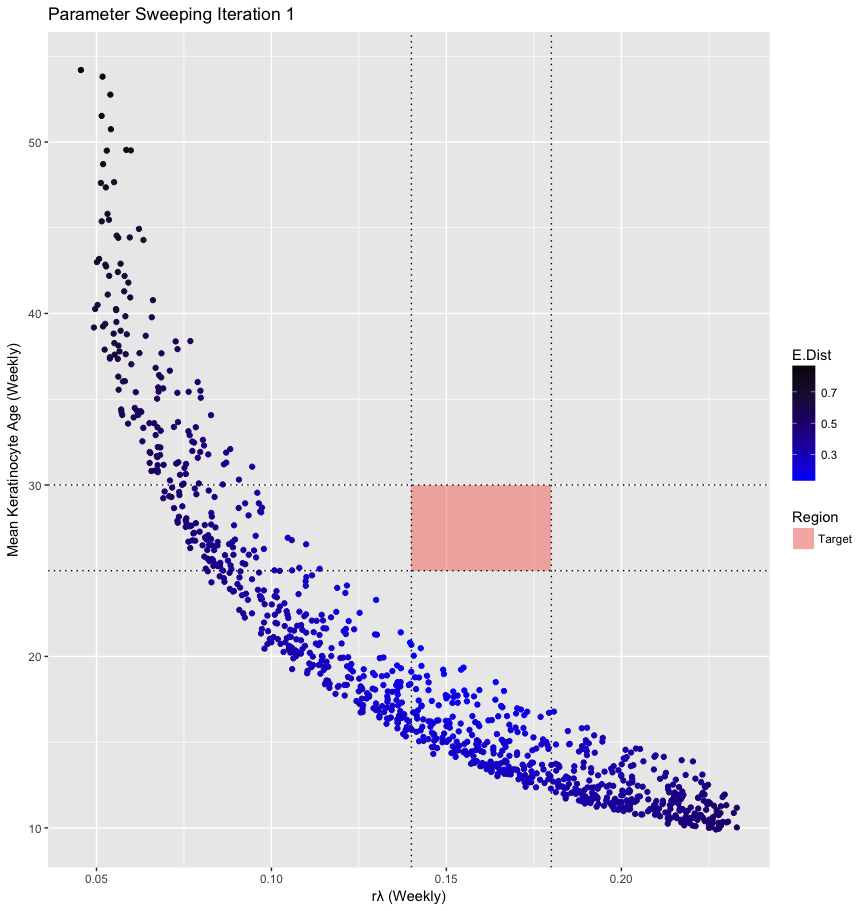 Parameter Sweeping Iteration 1
Mean Keratinocyte Age (Weekly)
50
40
30
20
10
0.05
0.10
0.15
0.20
rλ (Weekly)
E.Dist
0.7
0.5
0.3
Region
Target